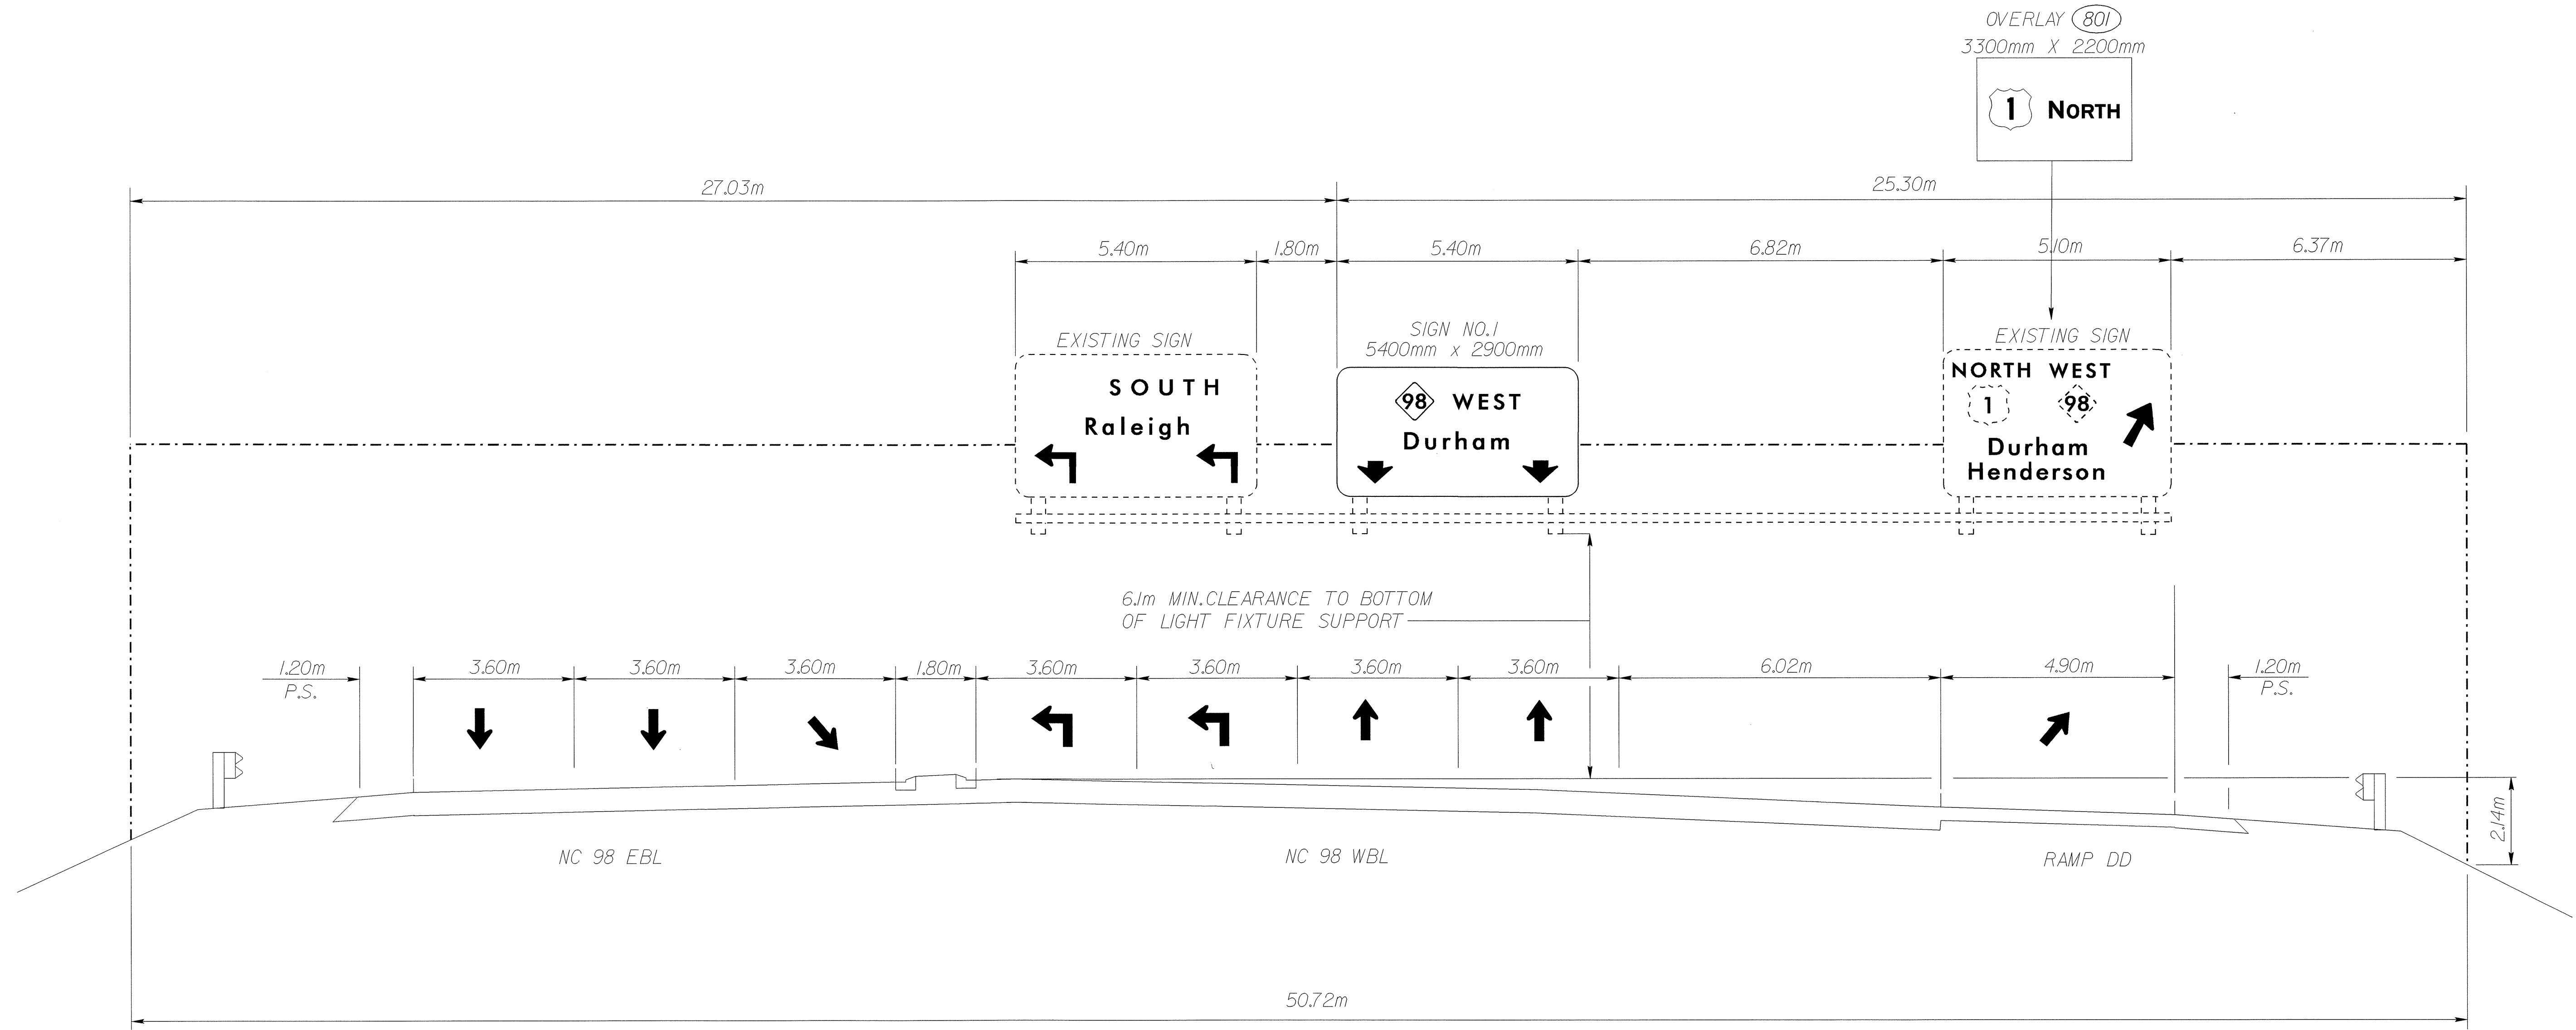 OVERLAY 801
3300mm X 2200mm
1 NORTH
27.03m
25.30m
5.40m
1.80m
5.40m
6.82m
5.10m
6.37m
EXISTING SIGN
SOUTH
Raleigh
SIGN NO.1
5400mm x 2900mm
98 WEST
Durham
EXISTING SIGN
NORTH WEST
1 98
Durham
Henderson
6.1m MIN.CLEARANCE TO BOTTOM
OF LIGHT FIXTURE SUPPORT
1.20m
P.S.
3.60m
3.60m
3.60m
1.80m
3.60m
3.60m
3.60m
3.60m
6.02m
4.90m
1.20m
P.S.
2.14m
NC 98 EBL
NC 98 WBL
RAMP DD
50.72m